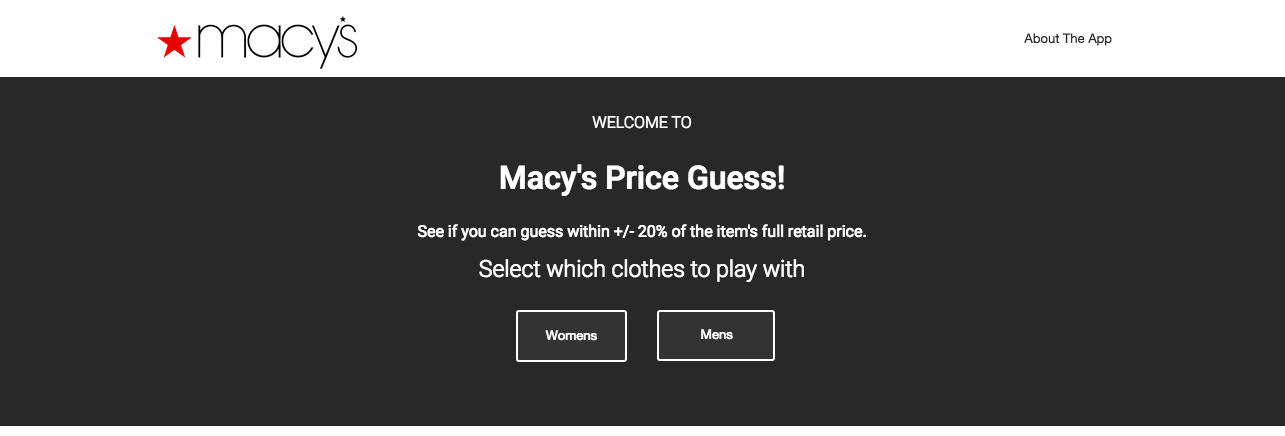 macy's
About The App
WELCOME TO
Macy's Price Guess!
See if you can guess within +/- 20% of the item's full retail price.
Select which clothes to play with
Womens
Mens